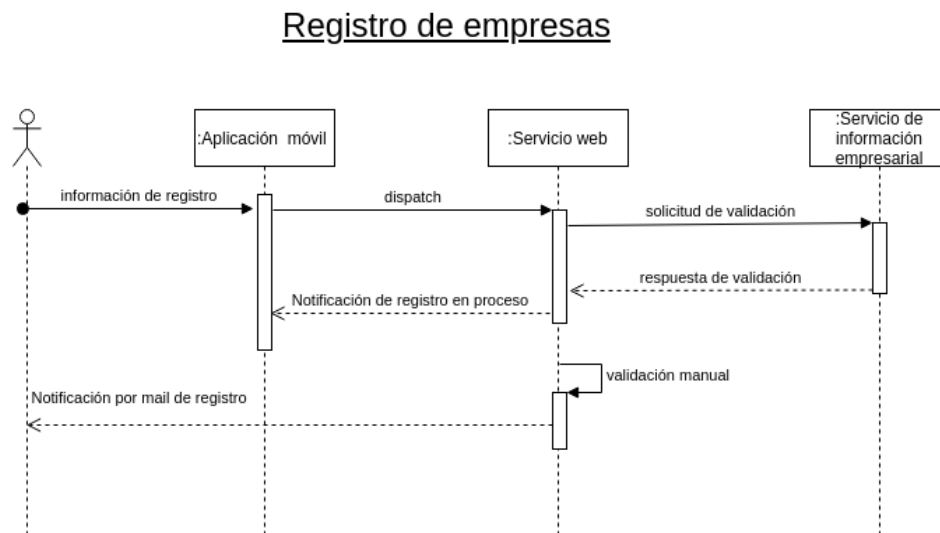 Registro de empresas
:Aplicación móvil
:Servicio web
:Servicio de
información
empresarial
información de registro
dispatch
solicitud de validación
respuesta de validación
Notificación de registro en proceso
validación manual
Notificación por mail de registro